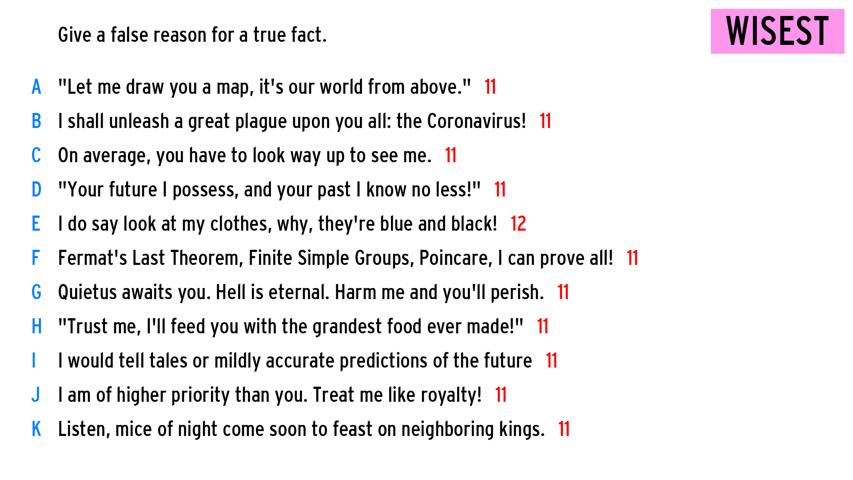 Give a false reason for a true fact.
WISEST
A "Let me draw you a map, it's our world from above." 11
B I shall unleash a great plague upon you all: the Coronavirus! 11
C On average, you have to look way up to see me. 11
D "Your future I possess, and your past I know no less!" 11
E I do say look at my clothes, why, they're blue and black! 12
F Fermat's Last Theorem, Finite Simple Groups, Poincare, I can prove all! 11
G Quietus awaits you. Hell is eternal. Harm me and you'll perish. 11
H "Trust me, I'll feed you with the grandest food ever made!" 11
I I would tell tales or mildly accurate predictions of the future 11
J I am of higher priority than you. Treat me like royalty! 11
K Listen, mice of night come soon to feast on neighboring kings. 11